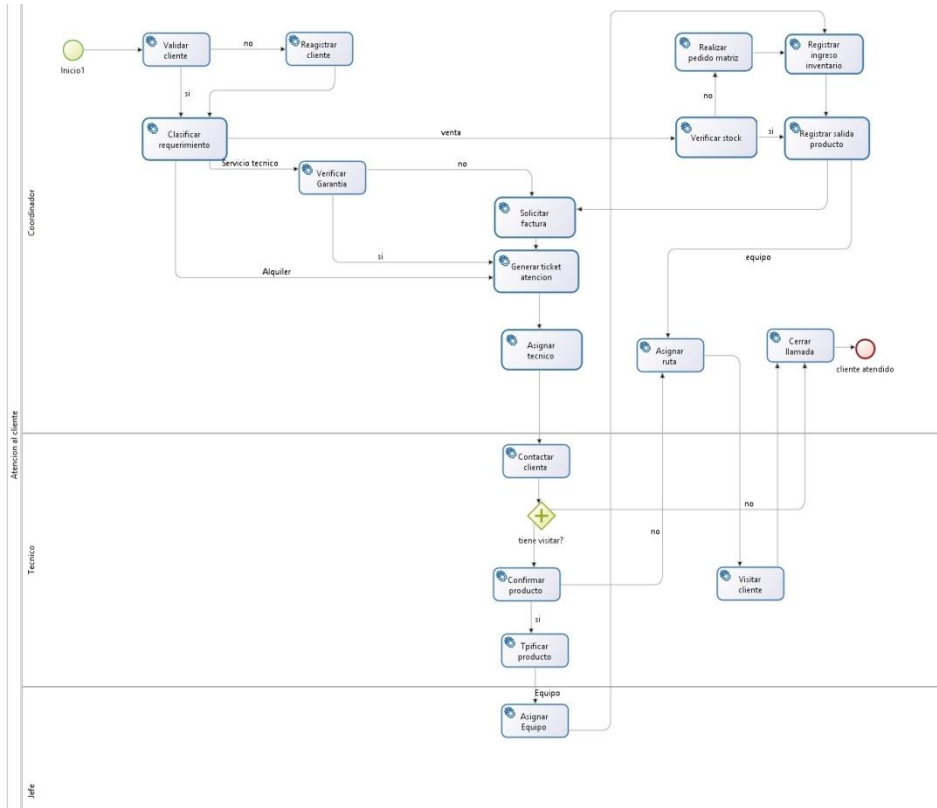 Atencion al cliente
Coordinador
Inicio1
Validar
cliente
no
Reagistrar
cliente
si
Clasificar
requerimiento
venta
Servicio tecnico
Verificar
Garantia
no
si
Alquiler
Realizar
pedido matriz
Registrar
ingreso
inventario
no
Verificar stock
si
Registrar salida
producto
Solicitar
factura
Generar ticket
atencion
equipo
Asignar
tecnico
Asignar
ruta
Cerrar
llamada
cliente atendido
Tecnico
Contactar
cliente
tiene visitar?
no
no
Confirmar
producto
si
Visitar
cliente
Tpificar
producto
Jefe
Equipo
Asignar
Equipo